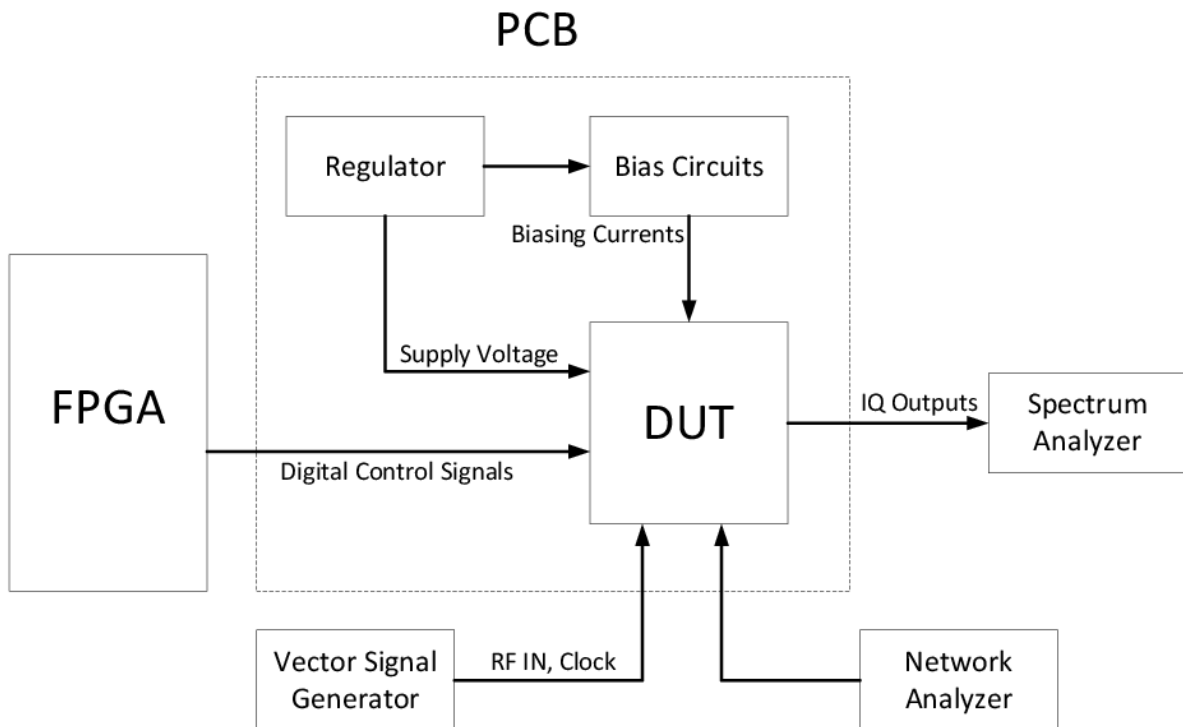 PCB
Regulator
Bias Circuits
Biasing Currents
Supply Voltage
FPGA
DUT
IQ Outputs
Spectrum
Analyzer
Digital Control Signals
Vector Signal
Generator
RF IN, Clock
Network
Analyzer